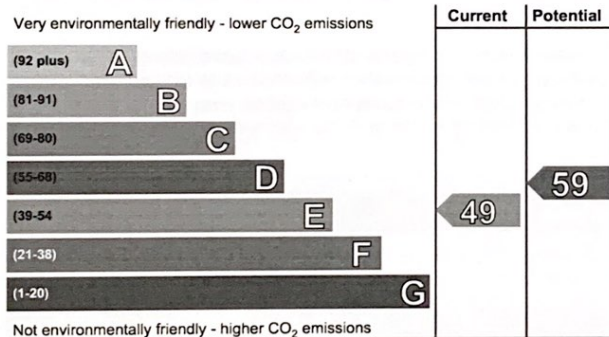 Current Potential
Very environmentally friendly - lower CO2 emissions
(92 plus) A
(81-91) B
(69-80) C
(55-68) D
59
(39-54 E
49
(21-38) F
(1-20) G
Not environmentally friendly - higher CO2 emissions